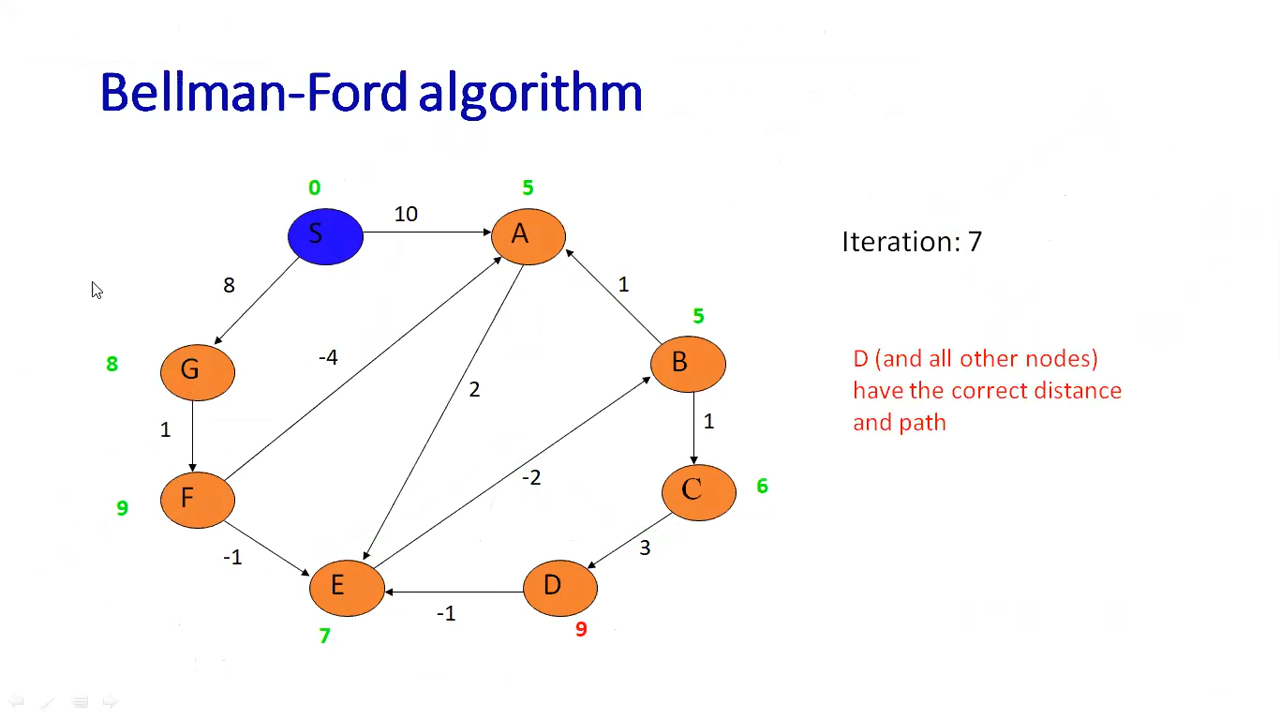 Bellman-Ford algorithm
0
5
S
10
A
Iteration: 7
8
1
5
8
G
-4
B
D (and all other nodes)
have the correct distance
and path
2
1
1
F
9
-2
C
6
-1
3
E
D
-1
7
9